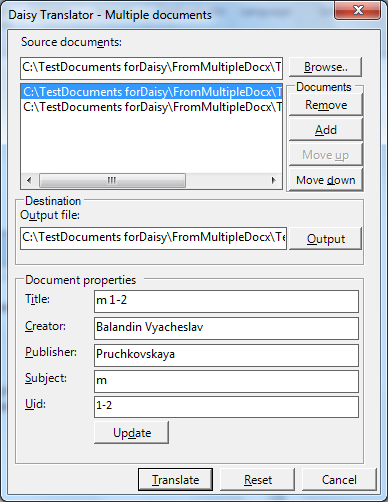 Daisy Translator - Multiple documents
Source documents:
C:\TestDocuments forDaisy\FromMultipleDocx\T
Browse..
C:\TestDocuments forDaisy\FromMultipleDocx\T
C:\TestDocuments forDaisy\FromMultipleDocx\T
Documents
Remove
Add
Move up
Move down
Destination
Output file:
C:\TestDocuments forDaisy\FromMultipleDocx\Te
Output
Document properties
Title:
m 1-2
Creator:
Balandin Vyacheslav
Publisher:
Pruchkovskaya
Subject:
m
Uid:
1-2
Update
Translate
Reset
Cancel